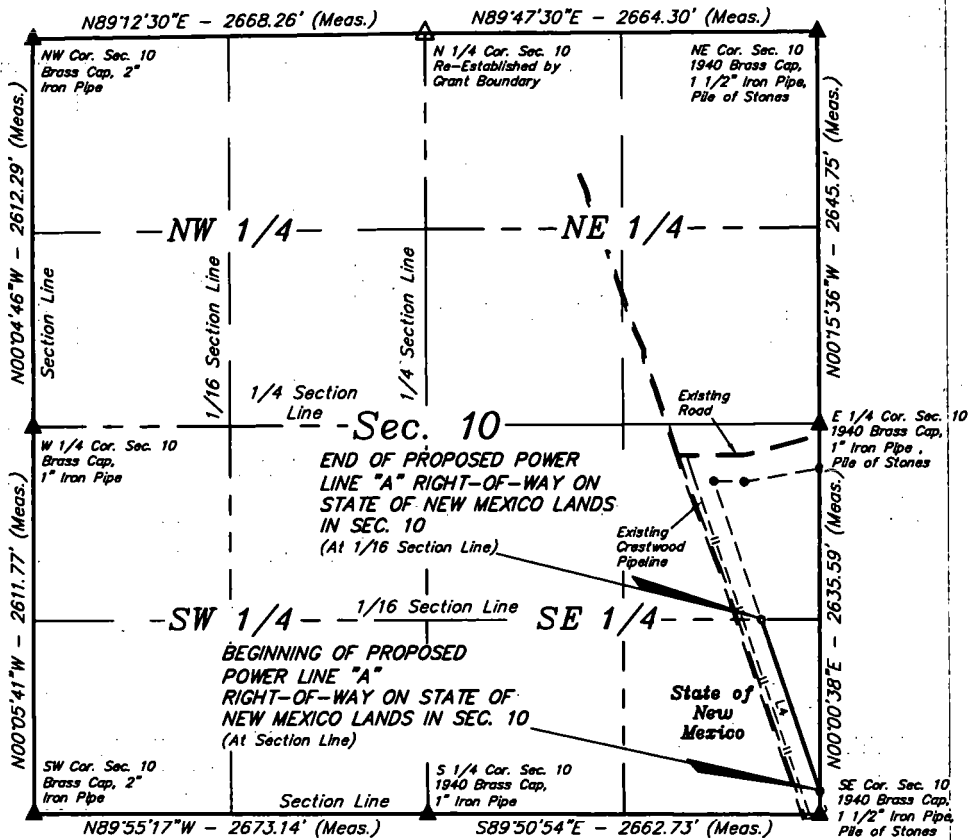 N89°12'30"E - 2668.26' (Meas.)
N89°47'30"E - 2664.30' (Meas.)
NW Cor. Sec. 10
Brass Cap, 2"
Iron Pipe
N 1/4 Cor. Sec. 10
Re-Established by
Grant Boundary
NE Cor. Sec. 10
1940 Brass Cap,
1 1/2" Iron Pipe,
Pile of Stones
N00°04'46"W - 2612.29' (Meas.)
Section Line
1/16 Section Line
1/4 Section Line
N00°15'36"W - 2645.75' (Meas.)
NW 1/4
NE 1/4
1/4 Section
Line
Existing
Road
Sec. 10
W 1/4 Cor. Sec. 10
Brass Cap,
1" Iron Pipe
E 1/4 Cor. Sec. 10
1940 Brass Cap,
1" Iron Pipe,
Pile of Stones
END OF PROPOSED POWER
LINE "A" RIGHT-OF-WAY ON
STATE OF NEW MEXICO LANDS
IN SEC. 10
(At 1/16 Section Line)
Existing
Crestwood
Pipeline
N00°05'41"W - 2611.77' (Meas.)
N00°00'38"E - 2635.59' (Meas.)
SW 1/4
1/16 Section Line
SE 1/4
BEGINNING OF PROPOSED
POWER LINE "A"
RIGHT-OF-WAY ON STATE OF
NEW MEXICO LANDS IN SEC. 10
(At Section Line)
State of
New
Mexico
L4
SW Cor. Sec. 10
Brass Cap, 2"
Iron Pipe
Section Line
S 1/4 Cor. Sec. 10
1940 Brass Cap,
1" Iron Pipe
SE Cor. Sec. 10
1940 Brass Cap,
1 1/2" Iron Pipe,
Pile of Stones
N89°55'17"W - 2673.14' (Meas.)
S89°50'54"E - 2662.73' (Meas.)